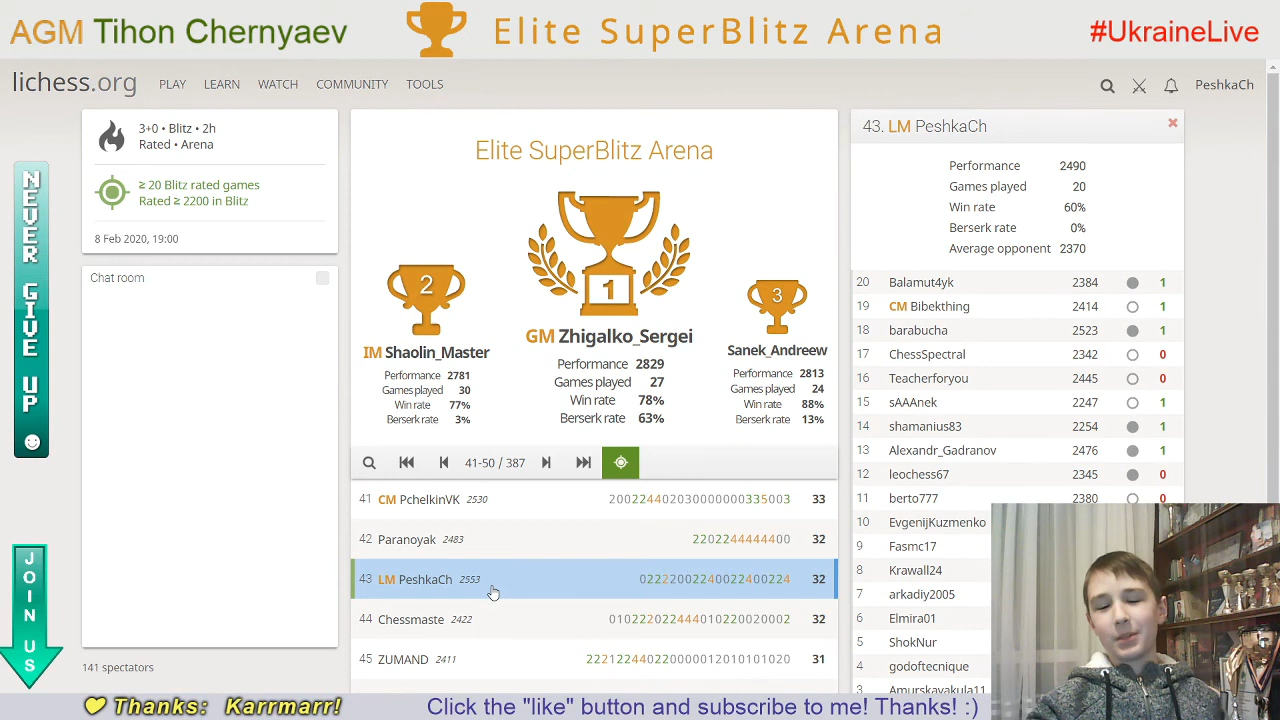 AGM Tihon Chernyaev
Elite SuperBlitz Arena
#UkraineLive
lichess.org
PLAY LEARN WATCH COMMUNITY TOOLS
PeshkaCh
NEVER GIVE UP
JOIN US
3+0 • Blitz • 2h
Rated • Arena
≥ 20 Blitz rated games
Rated ≥ 2200 in Blitz
8 Feb 2020, 19:00
Chat room
141 spectators
Elite SuperBlitz Arena
2
1
3
IM Shaolin_Master
Performance 2781
Games played 30
Win rate 77%
Berserk rate 3%
GM Zhigalko_Sergei
Performance 2829
Games played 27
Win rate 78%
Berserk rate 63%
Sanek_Andreew
Performance 2813
Games played 24
Win rate 88%
Berserk rate 13%
41-50 / 387
41 CM PchelkinVK 2530 200224402030000000335003 33
42 Paranoyak 2483 22022444444400 32
43 LM PeshkaCh 2553 02222002240022400224 32
44 Chessmaste 2422 01022022444010220020002 32
45 ZUMAND 2411 222122440220000012010101020 31
43. LM PeshkaCh
Performance 2490
Games played 20
Win rate 60%
Berserk rate 0%
Average opponent 2370
20 Balamut4yk 2384 1
19 CM Bibekthing 2414 1
18 barabucha 2523 1
17 ChessSpectral 2342 0
16 Teacherforyou 2445 0
15 sAAAnek 2247 1
14 shamanius83 2254 1
13 Alexandr_Gadranov 2476 1
12 leochess67 2345 0
11 berto777 2380 0
10 EvgenijKuzmenko
9 Fasmc17
8 Krawall24
7 arkadiy2005
6 Elmira01
5 ShokNur
4 godoftecnique
3 Amurskayakula11
Thanks: Karrmarr!
Click the "like" button and subscribe to me! Thanks! :)